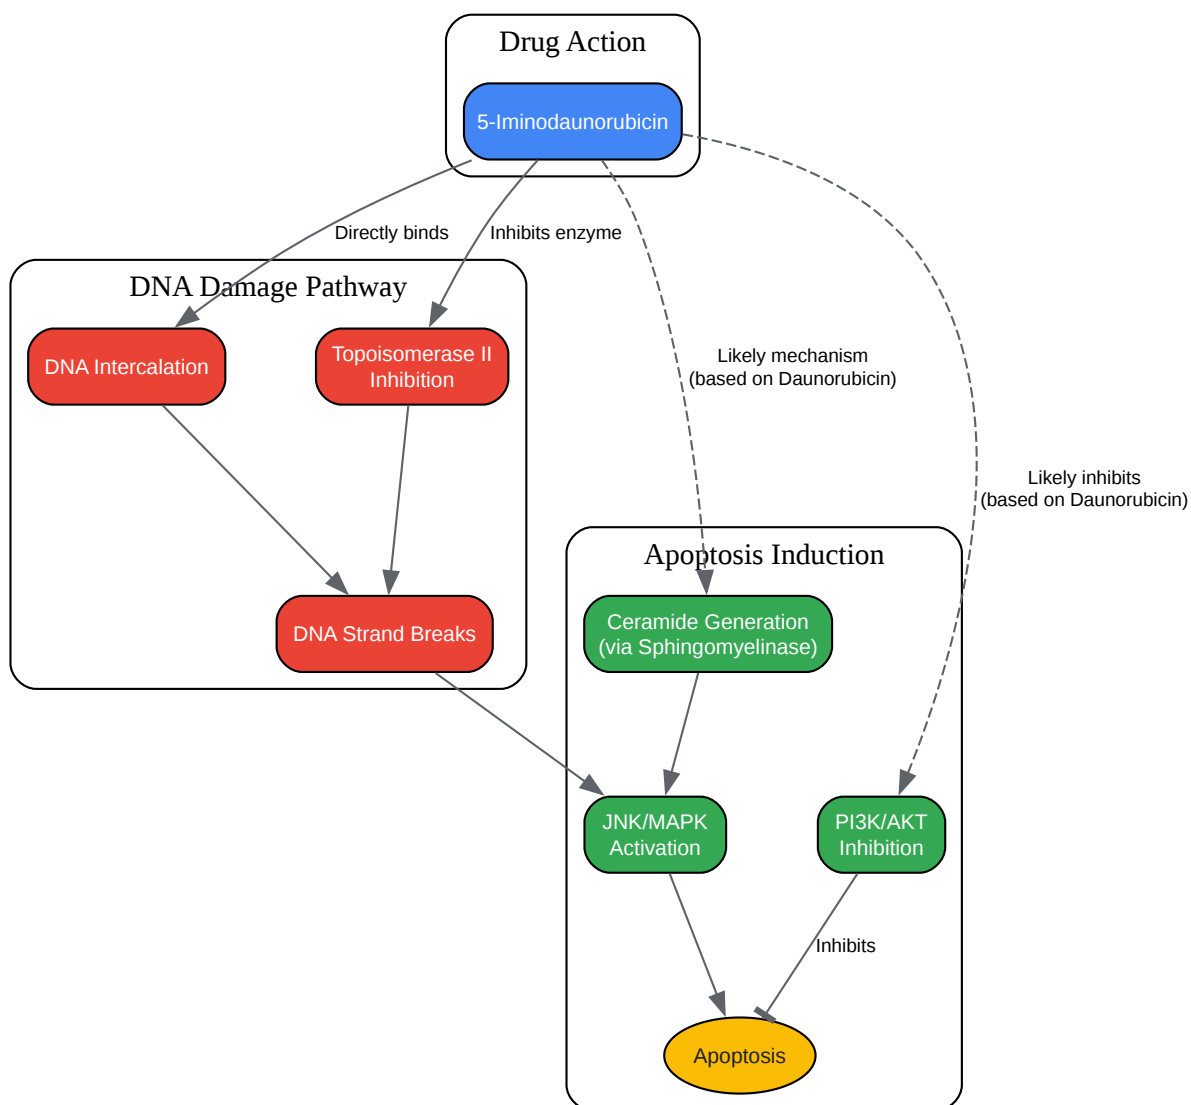 Drug Action
5-Iminodaunorubicin
Directly binds
Inhibits enzyme
DNA Damage Pathway
DNA Intercalation
Topoisomerase II
Inhibition
Likely mechanism
(based on Daunorubicin)
Likely inhibits
(based on Daunorubicin)
Apoptosis Induction
DNA Strand Breaks
Ceramide Generation
(via Sphingomyelinase)
JNK/MAPK
Activation
PI3K/AKT
Inhibition
Inhibits
Apoptosis